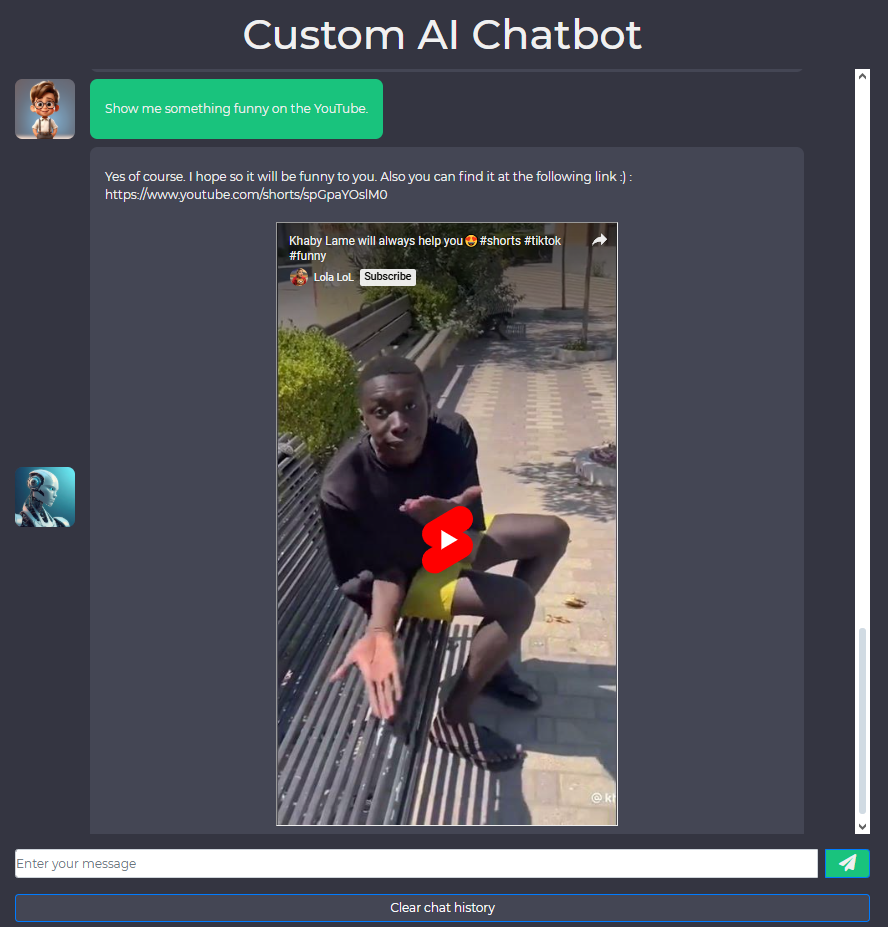 Custom AI Chatbot
Show me something funny on the YouTube.
Yes of course. I hope so it will be funny to you. Also you can find it at the following link :) :
https://www.youtube.com/shorts/spGpaYOslM0
Khaby Lame will always help you🤩 #shorts #tiktok
#funny
Lola LoL Subscribe
@ kh
Enter your message
Clear chat history